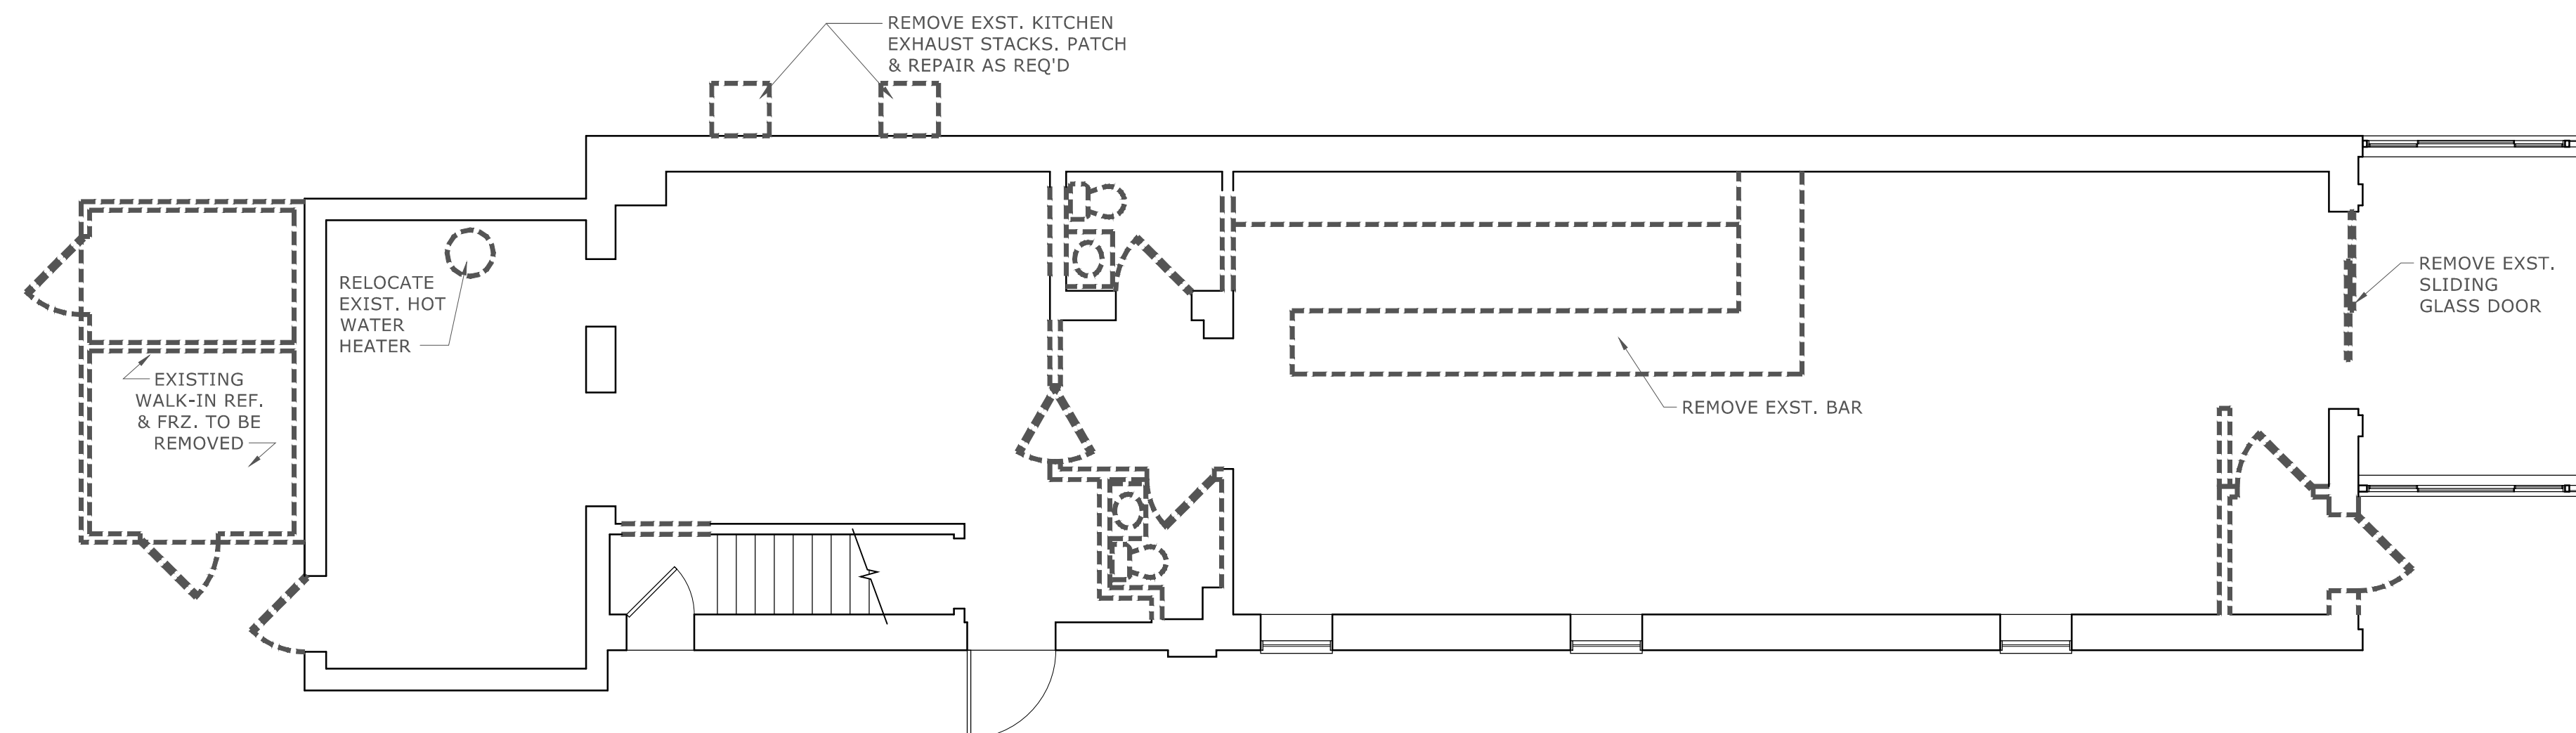 REMOVE EXST. KITCHEN
EXHAUST STACKS. PATCH
& REPAIR AS REQ'D
RELOCATE
EXIST. HOT
WATER
HEATER
EXISTING
WALK-IN REF.
& FRZ. TO BE
REMOVED
REMOVE EXST. BAR
REMOVE EXST.
SLIDING
GLASS DOOR